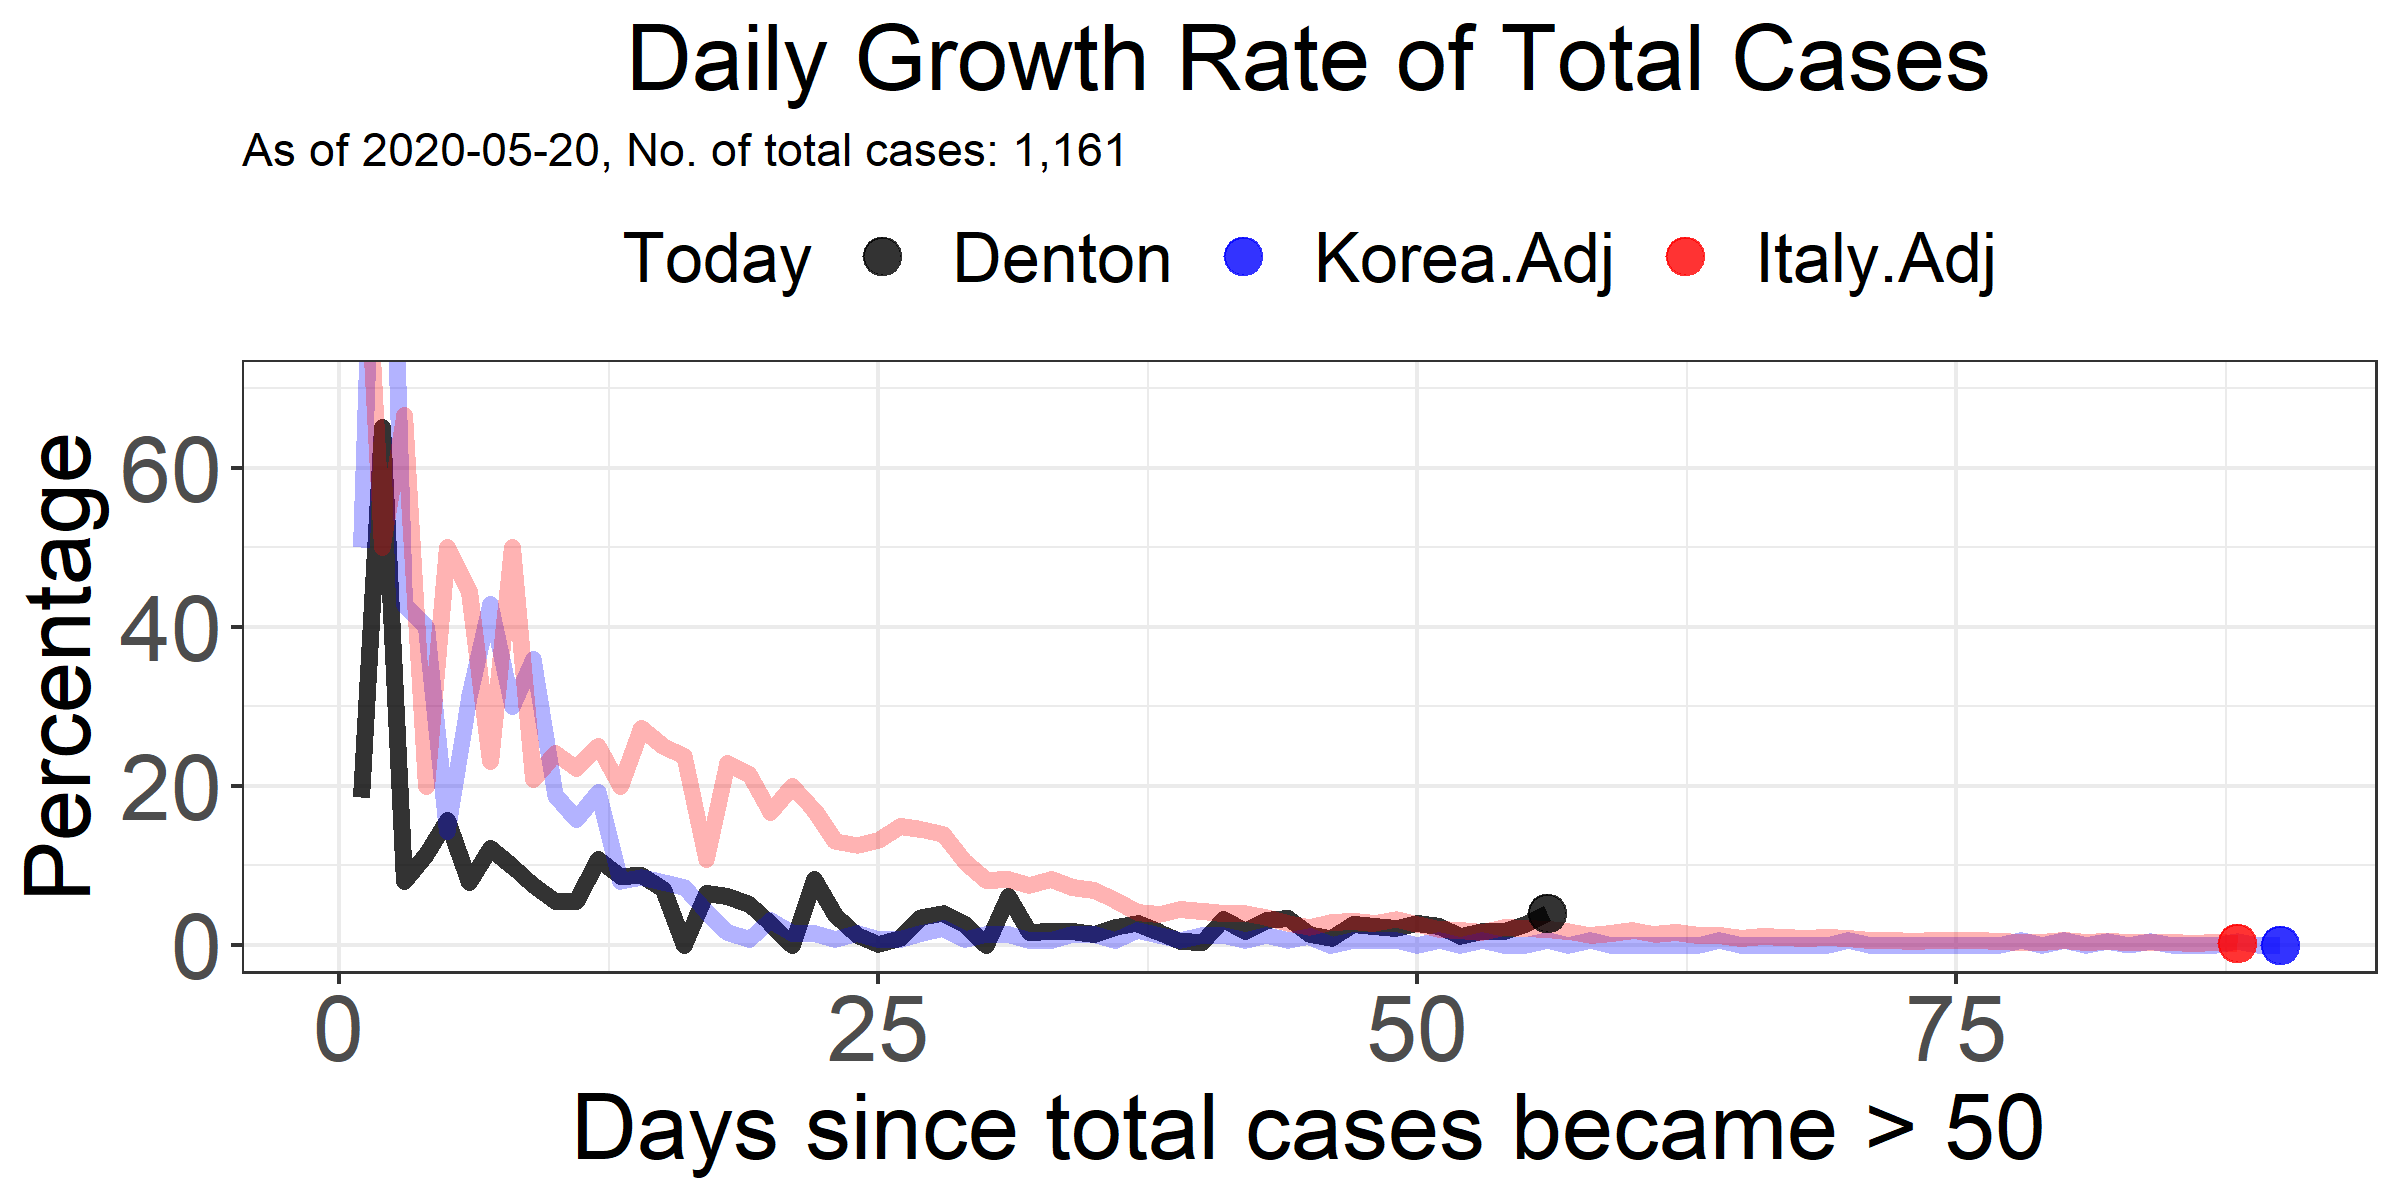 Daily Growth Rate of Total Cases
As of 2020-05-20, No. of total cases: 1,161
Today Denton Korea.Adj Italy.Adj
Percentage
60
40
20
0
0 25 50 75
Days since total cases became > 50